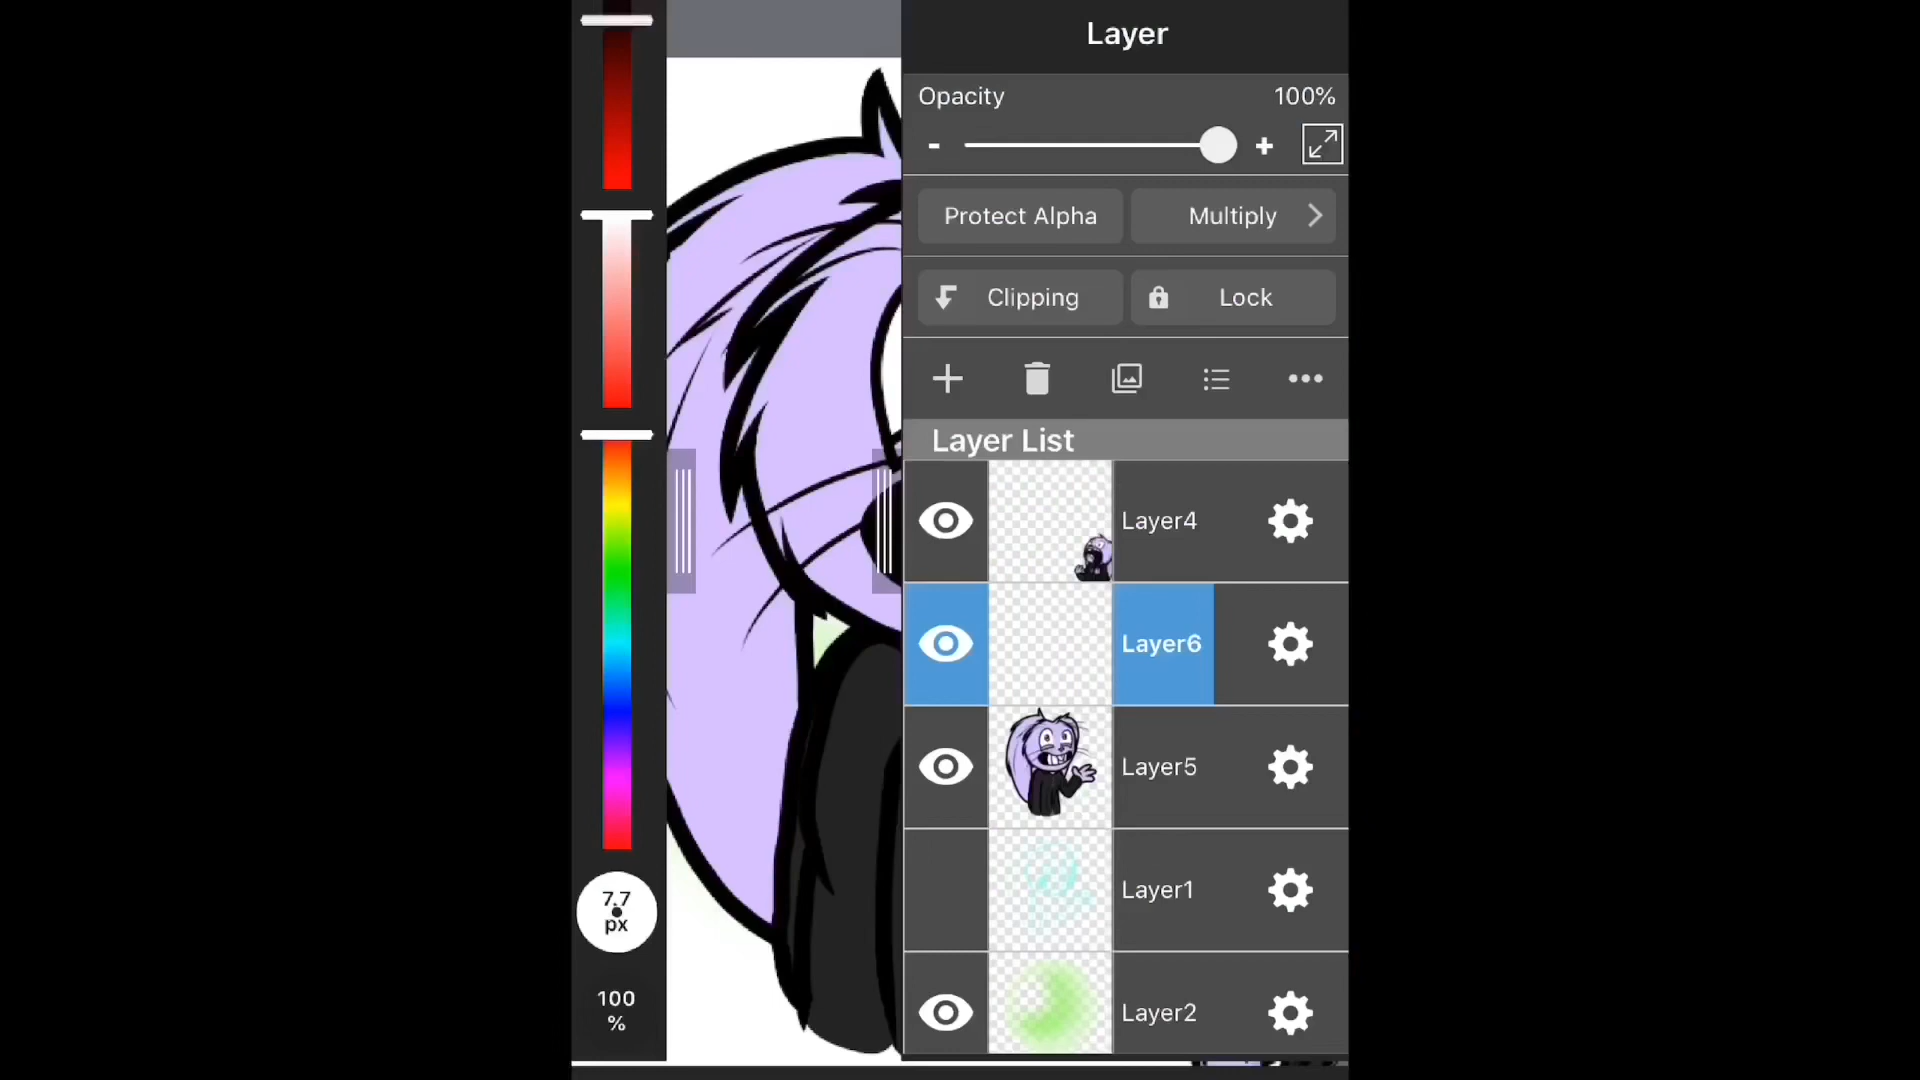 Layer
Opacity 100%
- +
Protect Alpha Multiply
Clipping Lock
Layer List
Layer4
Layer6
Layer5
Layer1
Layer2
7.7
px
100
%